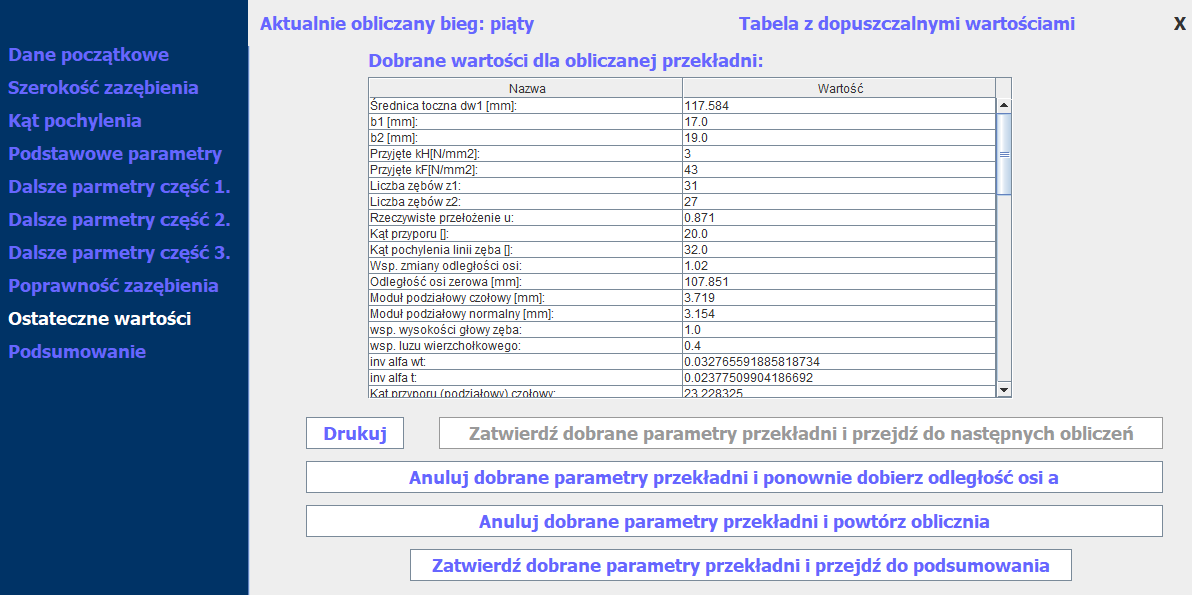 Aktualnie obliczany bieg: piąty
Tabela z dopuszczalnymi wartościami
X
Dane początkowe
Szerokość zazębienia
Kąt pochylenia
Podstawowe parametry
Dalsze parmetry część 1.
Dalsze parmetry część 2.
Dalsze parmetry część 3.
Poprawność zazębienia
Ostateczne wartości
Podsumowanie
Dobrane wartości dla obliczanej przekładni:
Nazwa Wartość
Średnica toczna dw1 [mm]: 117.584
b1 [mm]: 17.0
b2 [mm]: 19.0
Przyjęte kH[N/mm2]: 3
Przyjęte kF[N/mm2]: 43
Liczba zębów z1: 31
Liczba zębów z2: 27
Rzeczywiste przełożenie u: 0.871
Kąt przyporu []: 20.0
Kąt pochylenia linii zęba []: 32.0
Wsp. zmiany odległości osi: 1.02
Odległość osi zerowa [mm]: 107.851
Moduł podziałowy czołowy [mm]: 3.719
Moduł podziałowy normalny [mm]: 3.154
wsp. wysokości głowy zęba: 1.0
wsp. luzu wierzchołkowego: 0.4
inv alfa wt: 0.032765591885818734
inv alfa t: 0.02377509904186692
Kąt przyporu (podziałowy) czołowy: 23.228325
Drukuj
Zatwierdź dobrane parametry przekładni i przejdź do następnych obliczeń
Anuluj dobrane parametry przekładni i ponownie dobierz odległość osi a
Anuluj dobrane parametry przekładni i powtórz oblicznia
Zatwierdź dobrane parametry przekładni i przejdź do podsumowania